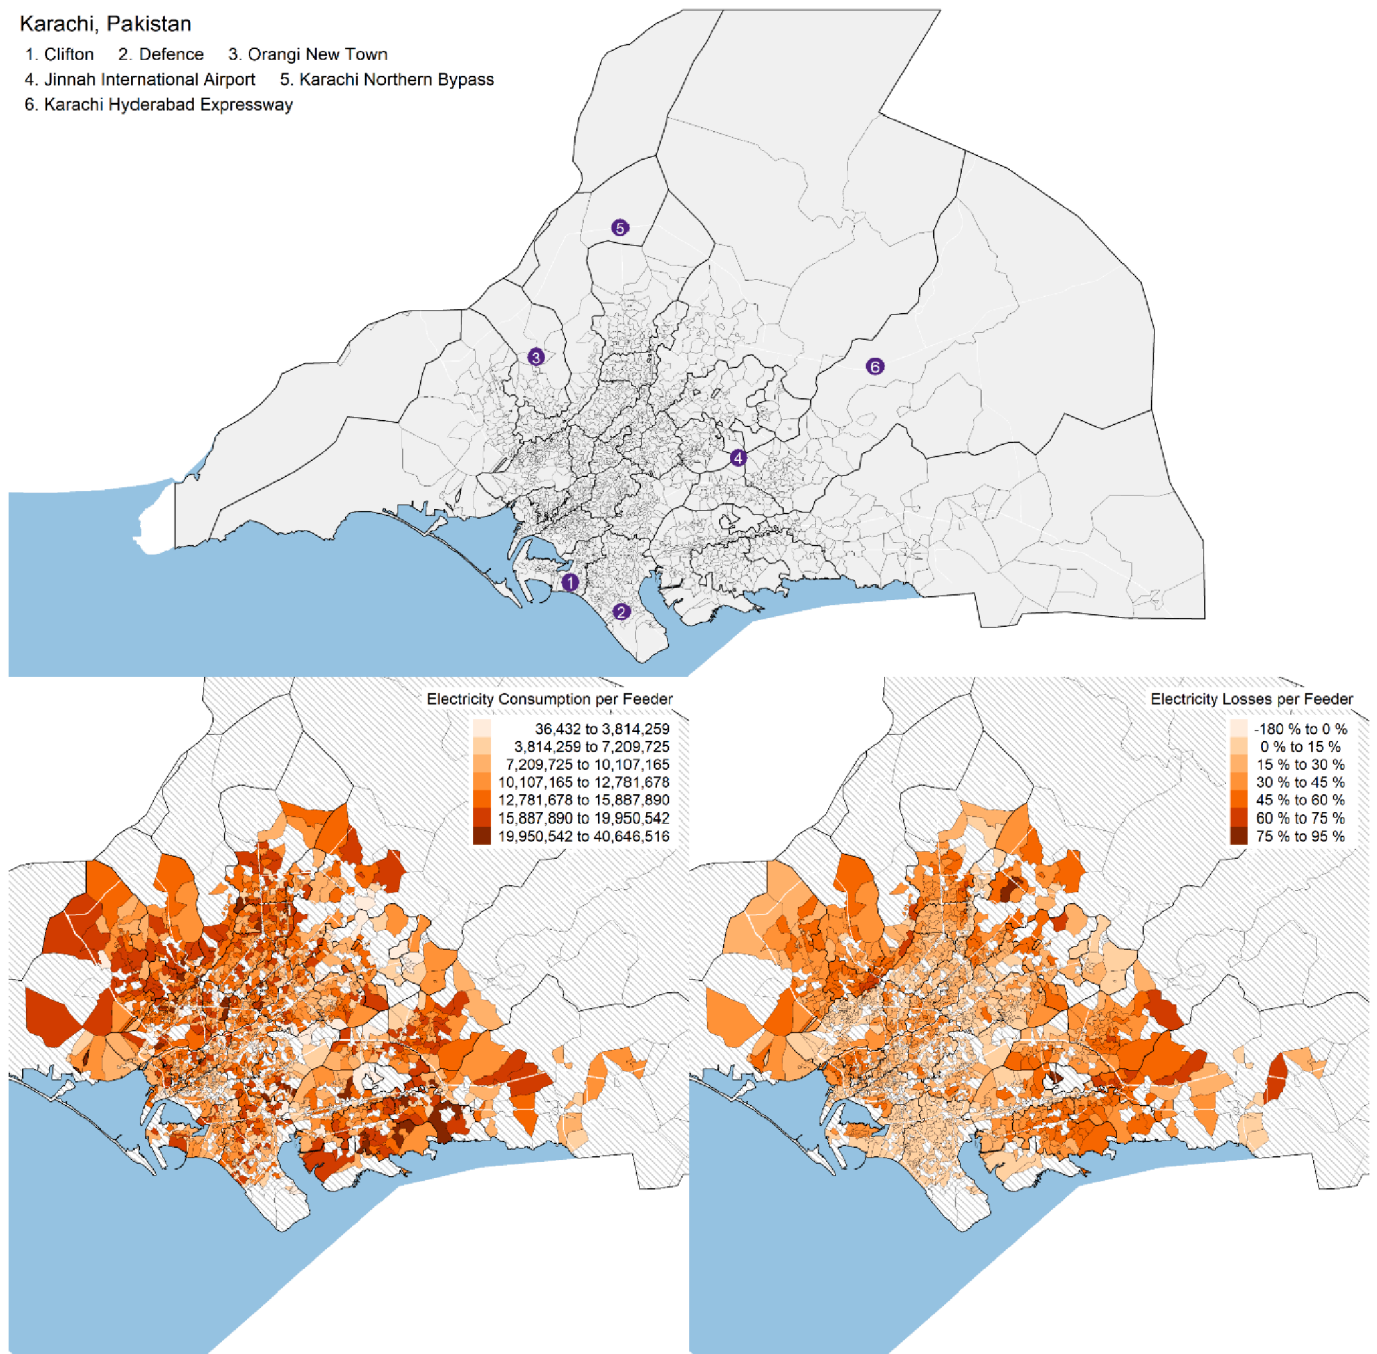 Karachi, Pakistan
1. Clifton 2. Defence 3. Orangi New Town
4. Jinnah International Airport 5. Karachi Northern Bypass
6. Karachi Hyderabad Expressway
5
3
6
4
1
2
Electricity Consumption per Feeder
36,432 to 3,814,259
3,814,259 to 7,209,725
7,209,725 to 10,107,165
10,107,165 to 12,781,678
12,781,678 to 15,887,890
15,887,890 to 19,950,542
19,950,542 to 40,646,516
Electricity Losses per Feeder
-180 % to 0 %
0 % to 15 %
15 % to 30 %
30 % to 45 %
45 % to 60 %
60 % to 75 %
75 % to 95 %